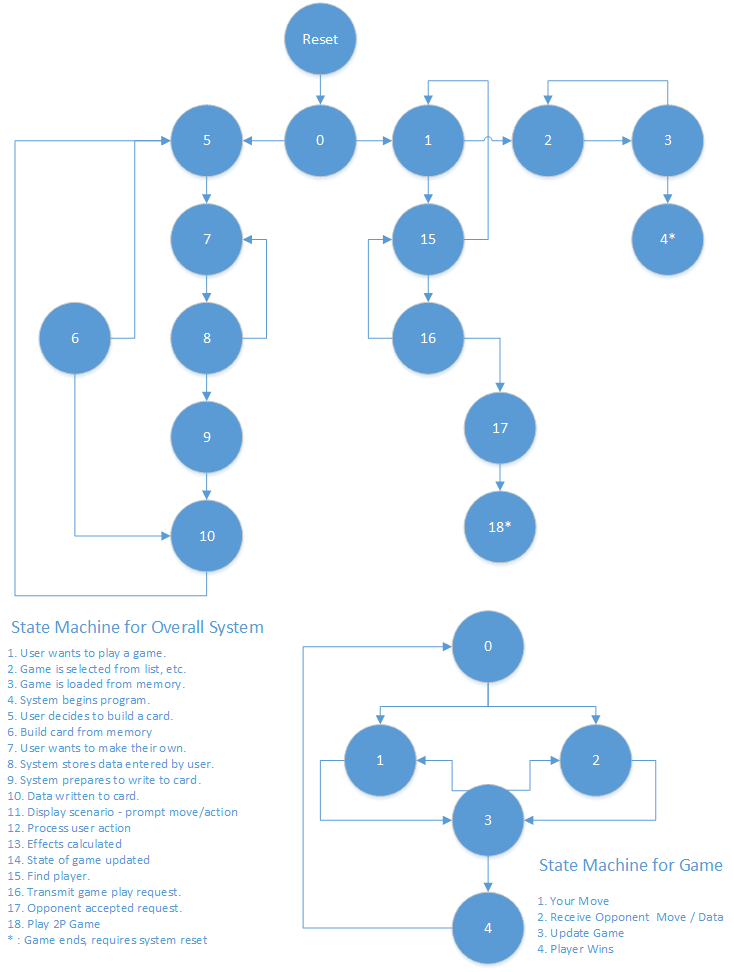 Reset
5
0
1
2
3
7
15
4*
6
8
16
9
17
10
18*
State Machine for Overall System
1. User wants to play a game.
2. Game is selected from list, etc.
3. Game is loaded from memory.
4. System begins program.
5. User decides to build a card.
6. Build card from memory
7. User wants to make their own.
8. System stores data entered by user.
9. System prepares to write to card.
10. Data written to card.
11. Display scenario - prompt move/action
12. Process user action
13. Effects calculated
14. State of game updated
15. Find player.
16. Transmit game play request.
17. Opponent accepted request.
18. Play 2P Game
* : Game ends, requires system reset
0
1
2
3
4
State Machine for Game
1. Your Move
2. Receive Opponent Move / Data
3. Update Game
4. Player Wins